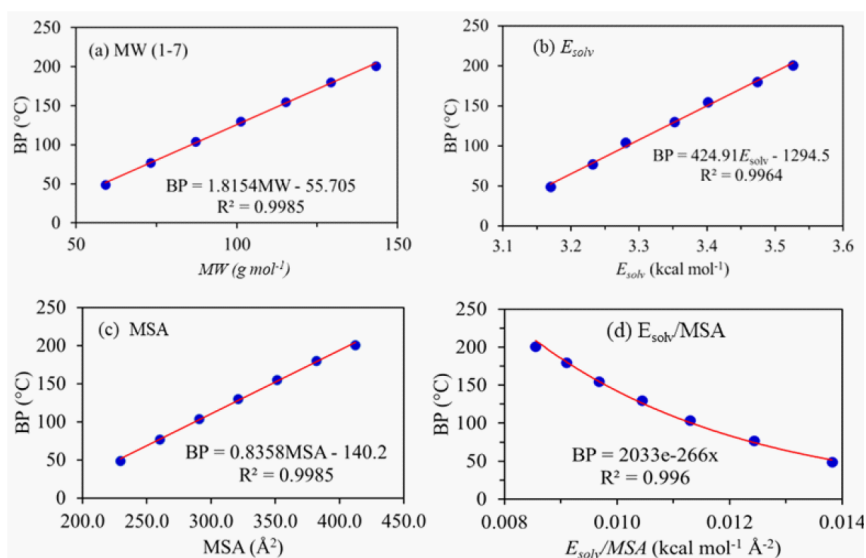 (a) MW (1-7)
BP (°C)
250
200
150
100
50
0
BP = 1.8154MW - 55.705
R² = 0.9985
50
100
150
MW (g mol⁻¹)
(b) Esolv
BP (°C)
250
200
150
100
50
0
BP = 424.91Esolv - 1294.5
R² = 0.9964
3.1
3.2
3.3
3.4
3.5
3.6
Esolv (kcal mol⁻¹)
(c) MSA
BP (°C)
250
200
150
100
50
0
BP = 0.8358MSA - 140.2
R² = 0.9985
200.0
250.0
300.0
350.0
400.0
450.0
MSA (Å²)
(d) Esolv/MSA
BP (°C)
250
200
150
100
50
0
BP = 2033e-266x
R² = 0.996
0.008
0.010
0.012
0.014
Esolv/MSA (kcal mol⁻¹ Å⁻²)